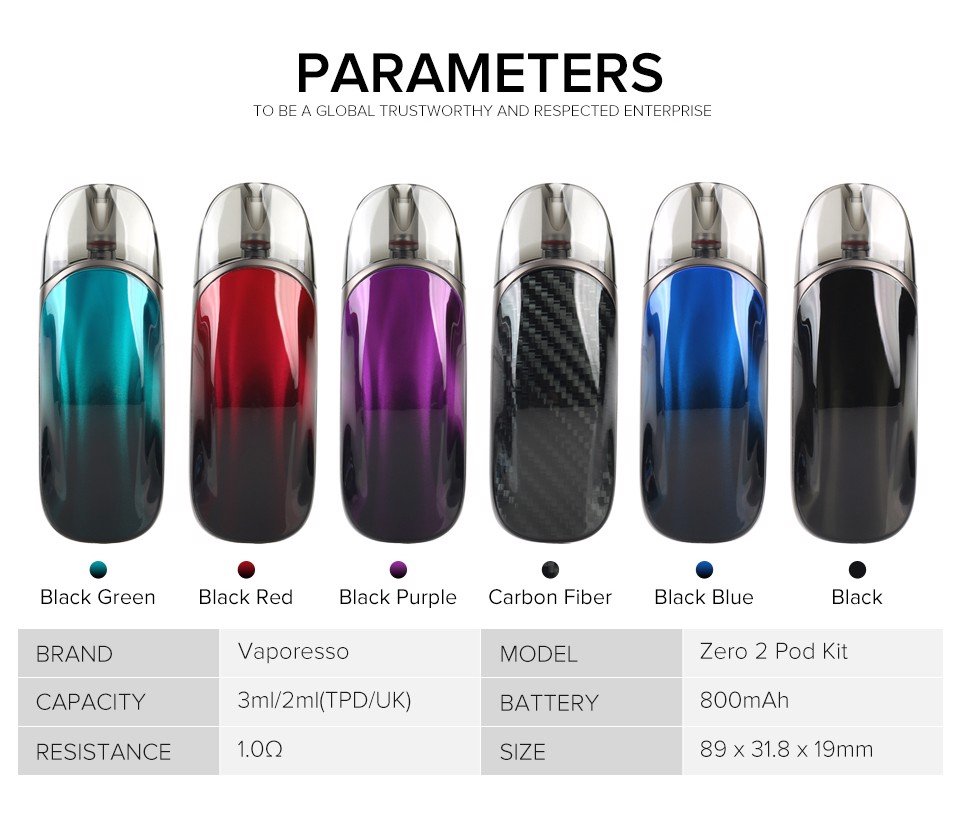 PARAMETERS
TO BE A GLOBAL TRUSTWORTHY AND RESPECTED ENTERPRISE
Black Green
Black Red
Black Purple
Carbon Fiber
Black Blue
Black
BRAND Vaporesso MODEL Zero 2 Pod Kit
CAPACITY 3ml/2ml(TPD/UK) BATTERY 800mAh
RESISTANCE 1.0Ω SIZE 89 x 31.8 x 19mm